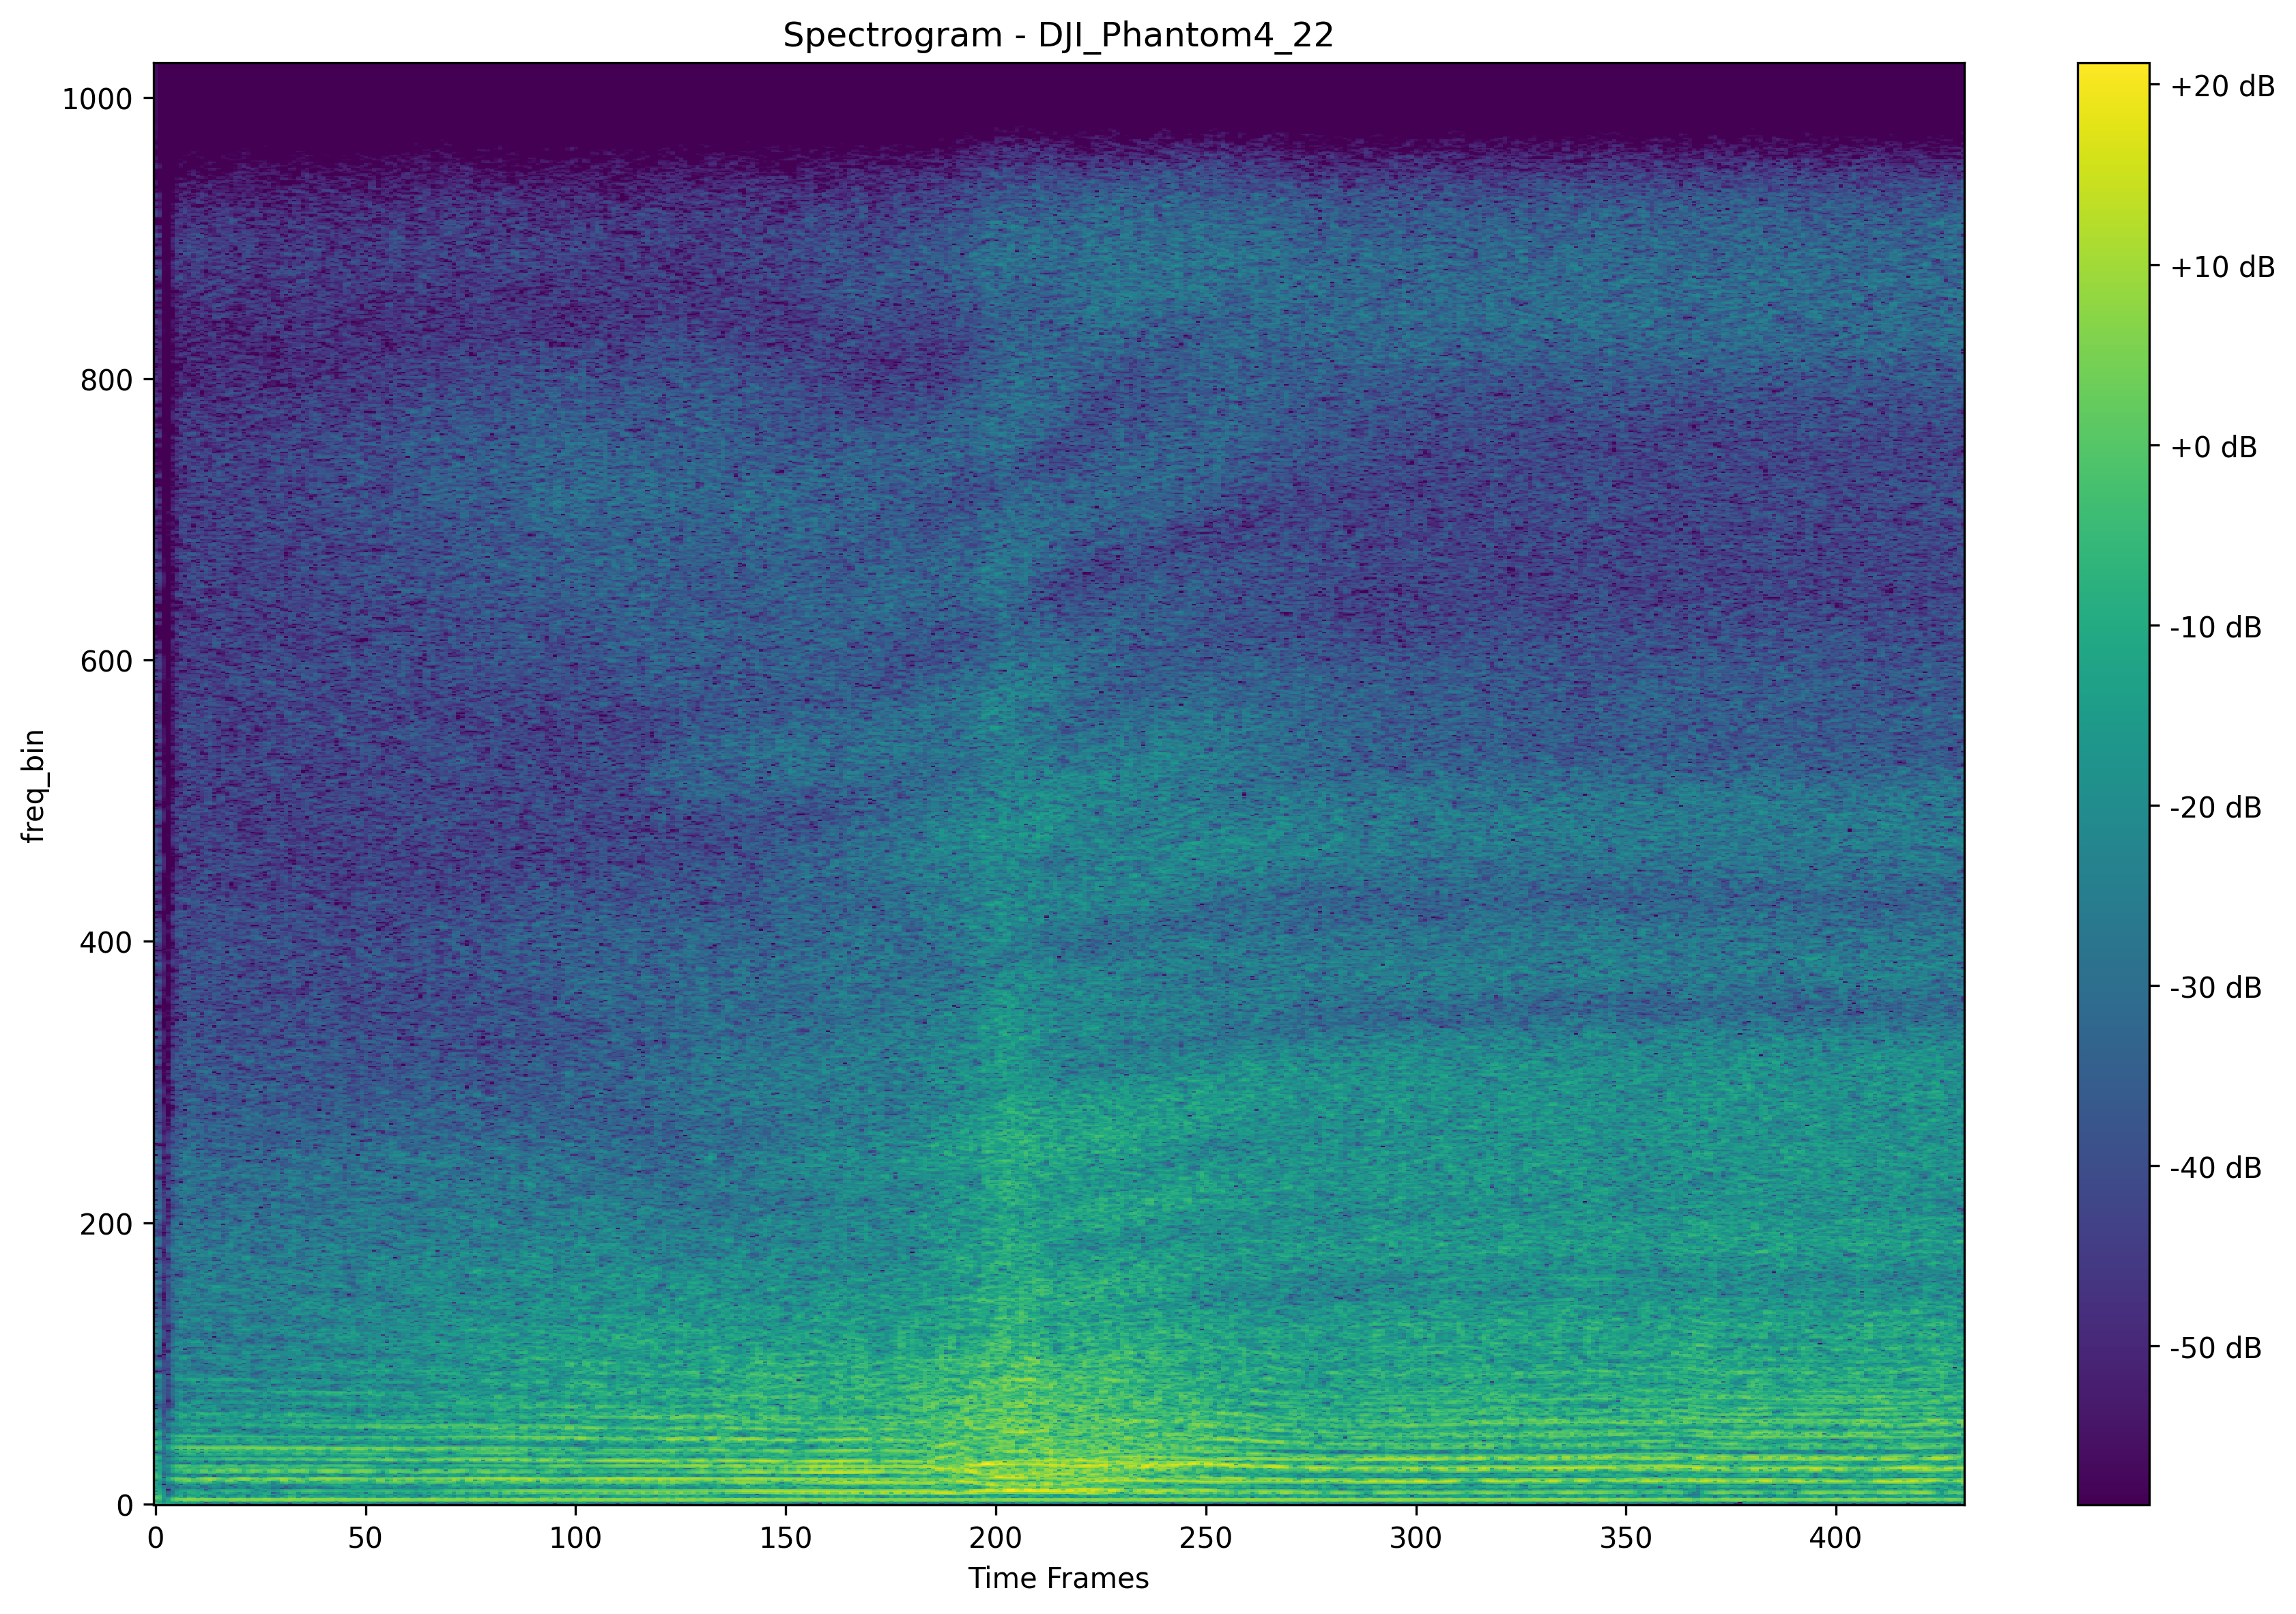 Spectrogram - DJI_Phantom4_22
1000
800
600
400
200
0
freq_bin
0 50 100 150 200 250 300 350 400
Time Frames
+20 dB
+10 dB
+0 dB
-10 dB
-20 dB
-30 dB
-40 dB
-50 dB